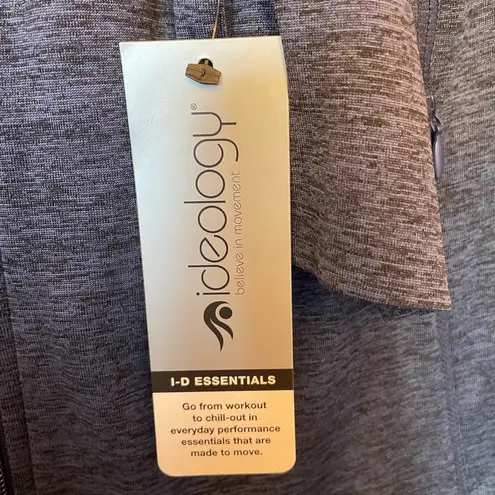 ideology®
believe in movement
I-D ESSENTIALS
Go from workout
to chill-out in
everyday performance
essentials that are
made to move.